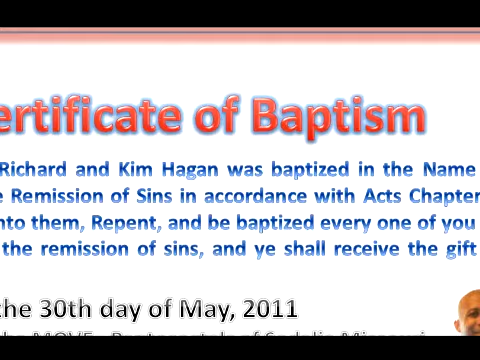 ertificate of Baptism
Richard and Kim Hagan was baptized in the Name
e Remission of Sins in accordance with Acts Chapter
nto them, Repent, and be baptized every one of you
the remission of sins, and ye shall receive the gift
the 30th day of May, 2011